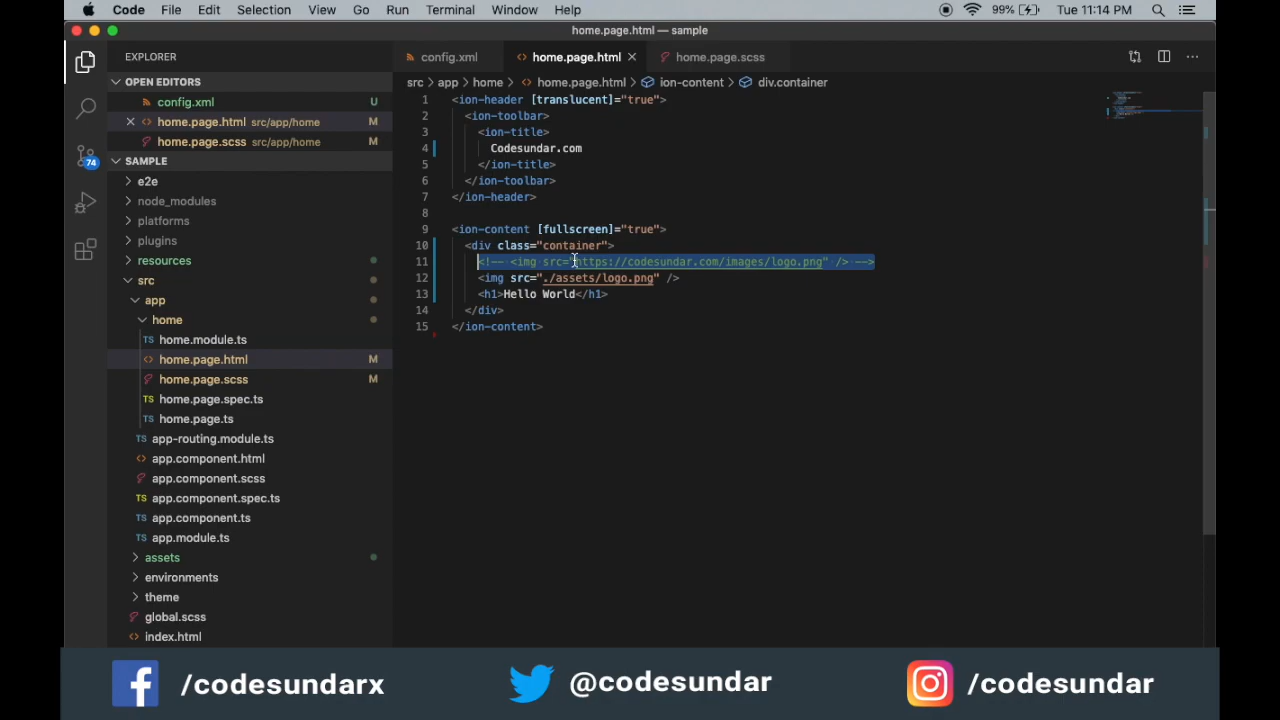 Code File Edit Selection View Go Run Terminal Window Help 99% Tue 11:14 PM
home.page.html — sample
EXPLORER
OPEN EDITORS
config.xml U
home.page.html src/app/home M
home.page.scss src/app/home M
SAMPLE
e2e
node_modules
platforms
plugins
resources
src
app
home
home.module.ts
home.page.html M
home.page.scss M
home.page.spec.ts
home.page.ts
app-routing.module.ts
app.component.html
app.component.scss
app.component.spec.ts
app.component.ts
app.module.ts
assets
environments
theme
global.scss
index.html
74
config.xml home.page.html home.page.scss
src > app > home > home.page.html > ion-content > div.container
1 <ion-header [translucent]="true">
2 <ion-toolbar>
3 <ion-title>
4 Codesundar.com
5 </ion-title>
6 </ion-toolbar>
7 </ion-header>
8
9 <ion-content [fullscreen]="true">
10 <div class="container">
11 <!-- <img src="https://codesundar.com/images/logo.png" /> -->
12 <img src="./assets/logo.png" />
13 <h1>Hello World</h1>
14 </div>
15 </ion-content>
/codesundarx @codesundar /codesundar